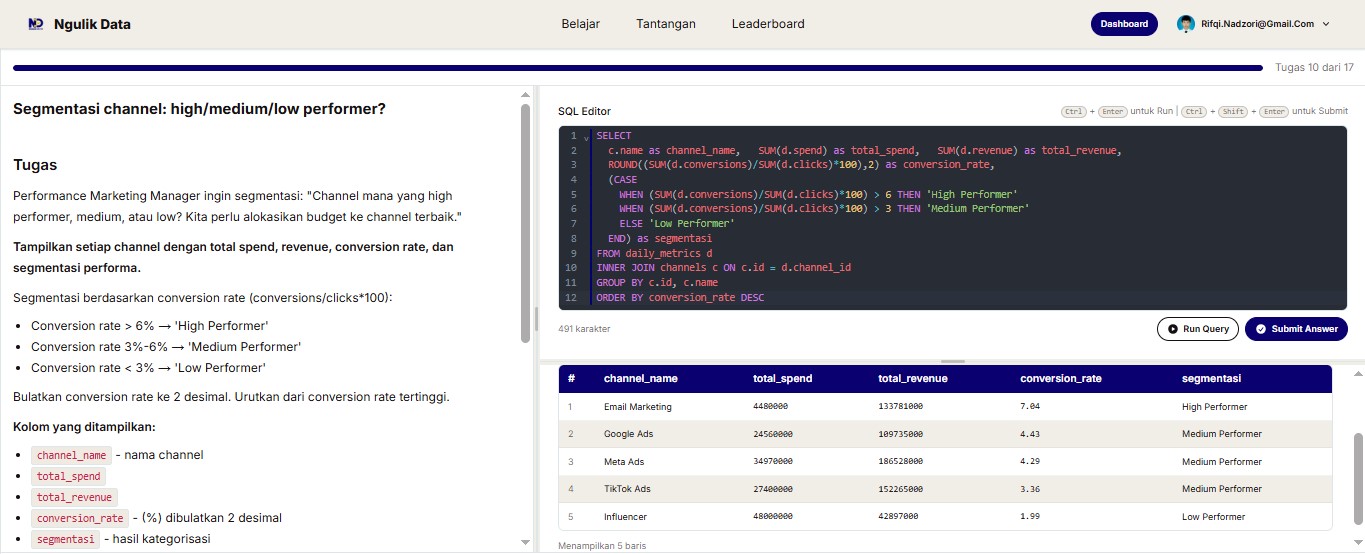 Ngulik Data
Belajar
Tantangan
Leaderboard
Dashboard
Rifqi.Nadzori@Gmail.Com
Tugas 10 dari 17
Segmentasi channel: high/medium/low performer?
Tugas
Performance Marketing Manager ingin segmentasi: "Channel mana yang high
performer, medium, atau low? Kita perlu alokasikan budget ke channel terbaik."
Tampilkan setiap channel dengan total spend, revenue, conversion rate, dan
segmentasi performa.
Segmentasi berdasarkan conversion rate (conversions/clicks*100):
• Conversion rate > 6% → 'High Performer'
• Conversion rate 3%-6% → 'Medium Performer'
• Conversion rate < 3% → 'Low Performer'
Bulatkan conversion rate ke 2 desimal. Urutkan dari conversion rate tertinggi.
Kolom yang ditampilkan:
• channel_name - nama channel
• total_spend
• total_revenue
• conversion_rate - (%) dibulatkan 2 desimal
• segmentasi - hasil kategorisasi
SQL Editor
Ctrl + Enter untuk Run | Ctrl + Shift + Enter untuk Submit
1 SELECT
2 c.name as channel_name, SUM(d.spend) as total_spend, SUM(d.revenue) as total_revenue,
3 ROUND((SUM(d.conversions)/SUM(d.clicks)*100),2) as conversion_rate,
4 (CASE
5 WHEN (SUM(d.conversions)/SUM(d.clicks)*100) > 6 THEN 'High Performer'
6 WHEN (SUM(d.conversions)/SUM(d.clicks)*100) > 3 THEN 'Medium Performer'
7 ELSE 'Low Performer'
8 END) as segmentasi
9 FROM daily_metrics d
10 INNER JOIN channels c ON c.id = d.channel_id
11 GROUP BY c.id, c.name
12 ORDER BY conversion_rate DESC
491 karakter
Run Query
Submit Answer
# channel_name total_spend total_revenue conversion_rate segmentasi
1 Email Marketing 4480000 133781000 7.04 High Performer
2 Google Ads 24560000 109735000 4.43 Medium Performer
3 Meta Ads 34970000 186528000 4.29 Medium Performer
4 TikTok Ads 27400000 152265000 3.36 Medium Performer
5 Influencer 48000000 42897000 1.99 Low Performer
Menampilkan 5 baris